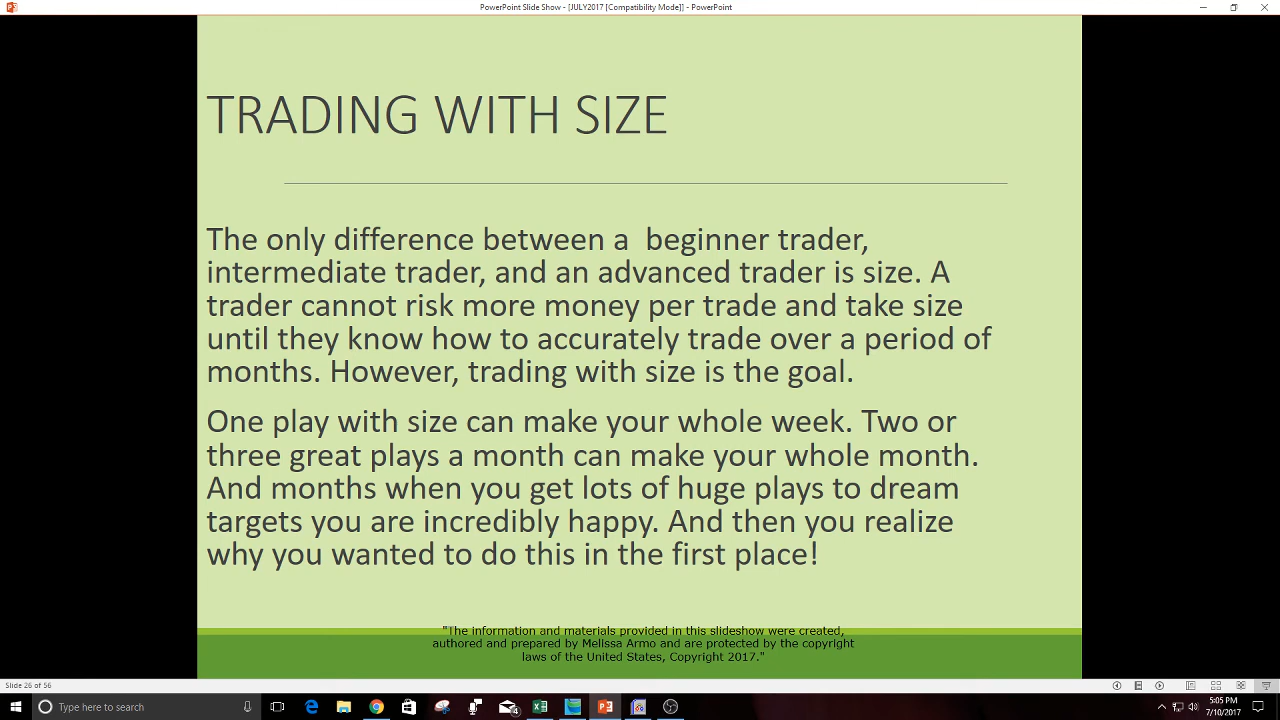 PowerPoint Slide Show - [JULY2017 [Compatibility Mode]] - PowerPoint
TRADING WITH SIZE
The only difference between a  beginner trader,
intermediate trader, and an advanced trader is size. A
trader cannot risk more money per trade and take size
until they know how to accurately trade over a period of
months. However, trading with size is the goal.
One play with size can make your whole week. Two or
three great plays a month can make your whole month.
And months when you get lots of huge plays to dream
targets you are incredibly happy. And then you realize
why you wanted to do this in the first place!
"The information and materials provided in this slideshow were created,
authored and prepared by Melissa Armo and are protected by the copyright
laws of the United States, Copyright 2017."
Slide 26 of 56
Type here to search
4
5:05 PM
7/10/2017